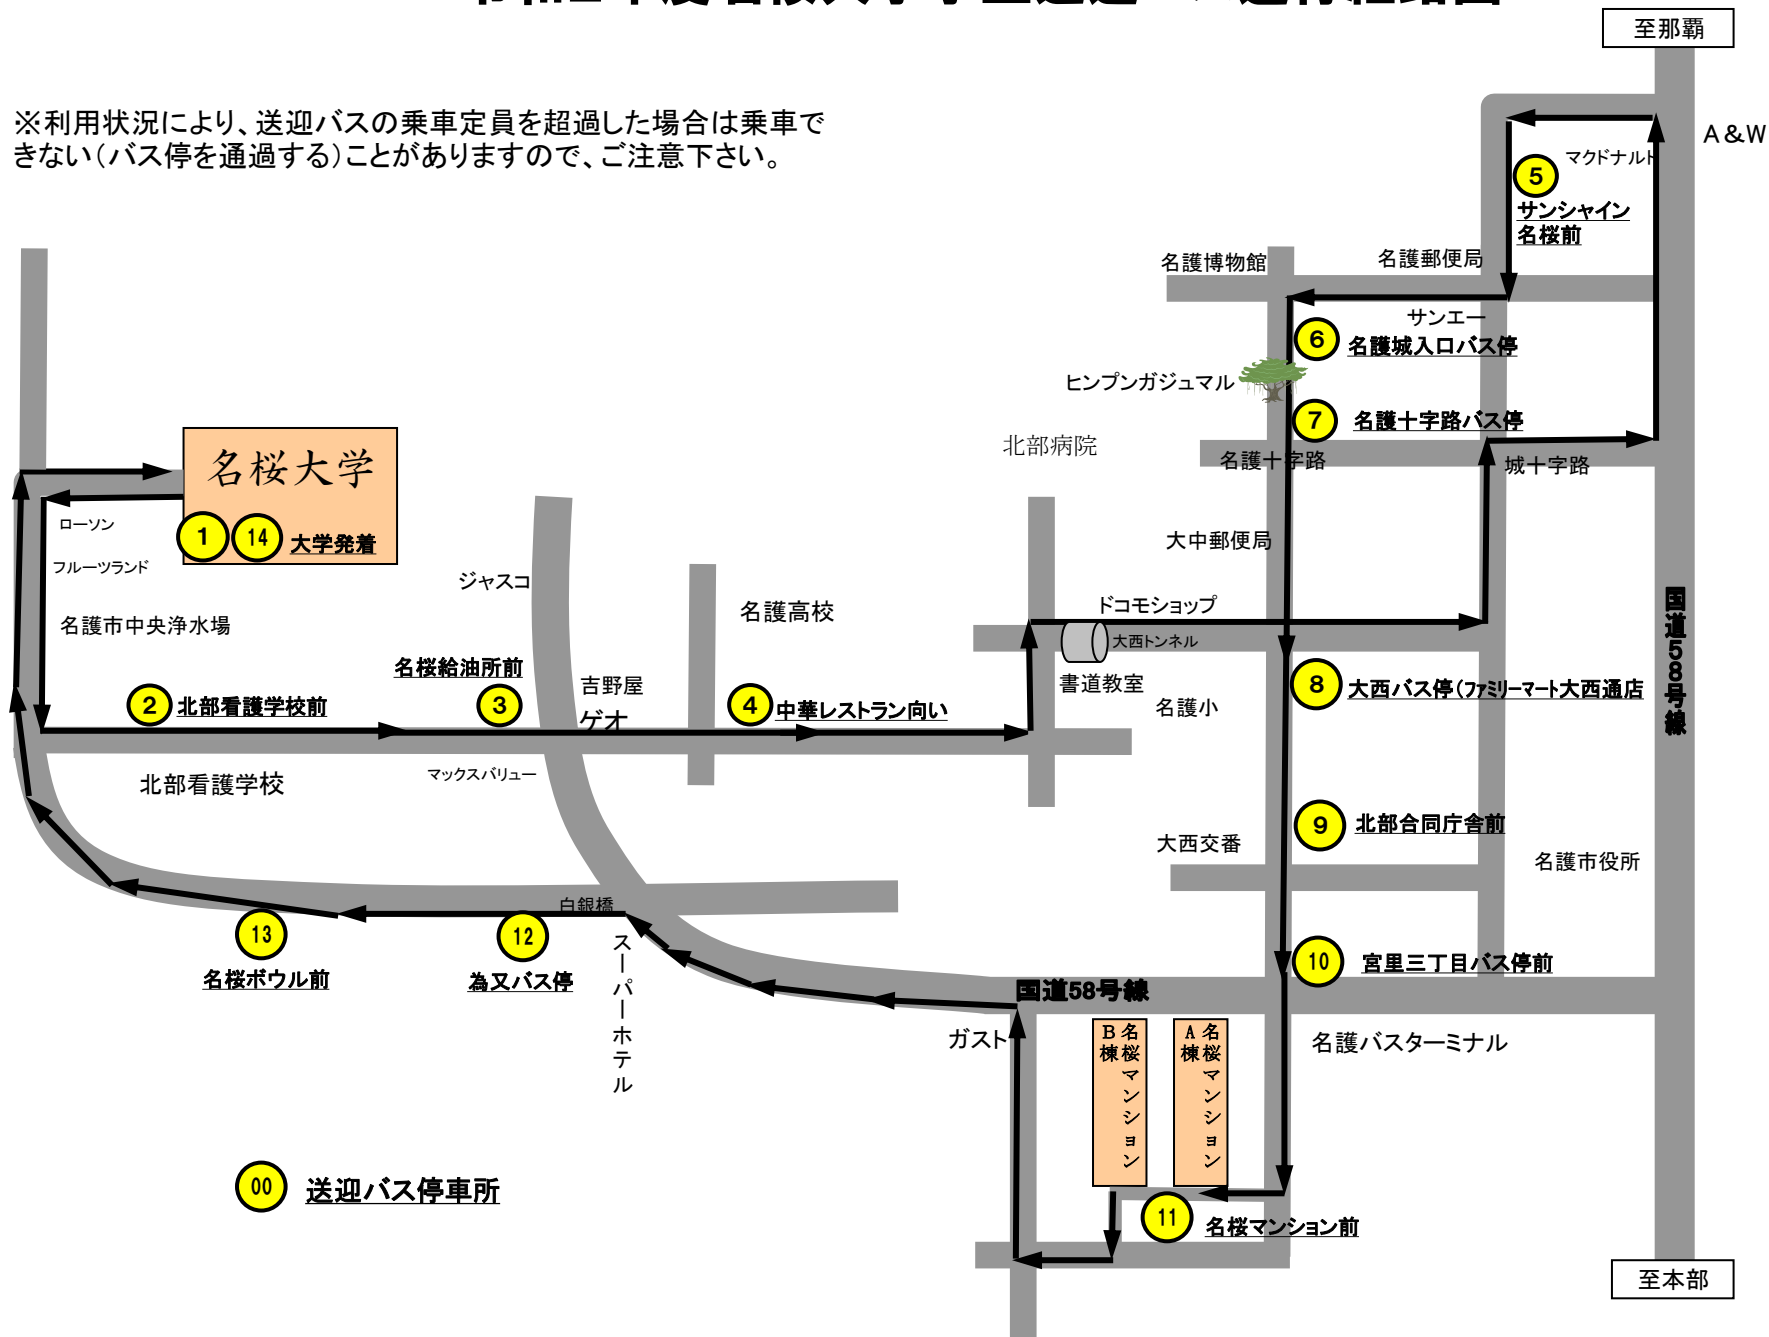 至那覇
※利用状況により、送迎バスの乗車定員を超過した場合は乗車で
きない（バス停を通過する）ことがありますので、ご注意下さい。
A＆W
マクドナルド
5
サンシャイン
名桜前
名護博物館
名護郵便局
サンエー
6
名護城入口バス停
ヒンプンガジュマル
7
名護十字路バス停
北部病院
名護十字路
城十字路
名桜大学
1
14
大学発着
ローソン
フルーツランド
名護市中央浄水場
ジャスコ
名護高校
大中郵便局
ドコモショップ
大西トンネル
国道58号線
名桜給油所前
吉野屋
ゲオ
書道教室
名護小
2
北部看護学校前
3
4
中華レストラン向い
8
大西バス停（ファミリーマート大西通店
北部看護学校
マックスバリュー
9
北部合同庁舎前
大西交番
名護市役所
白銀橋
13
名桜ボウル前
12
為又バス停
スーパーホテル
10
宮里三丁目バス停前
国道58号線
ガスト
名桜マンション
B棟
名桜マンション
A棟
名護バスターミナル
00
送迎バス停車所
11
名桜マンション前
至本部